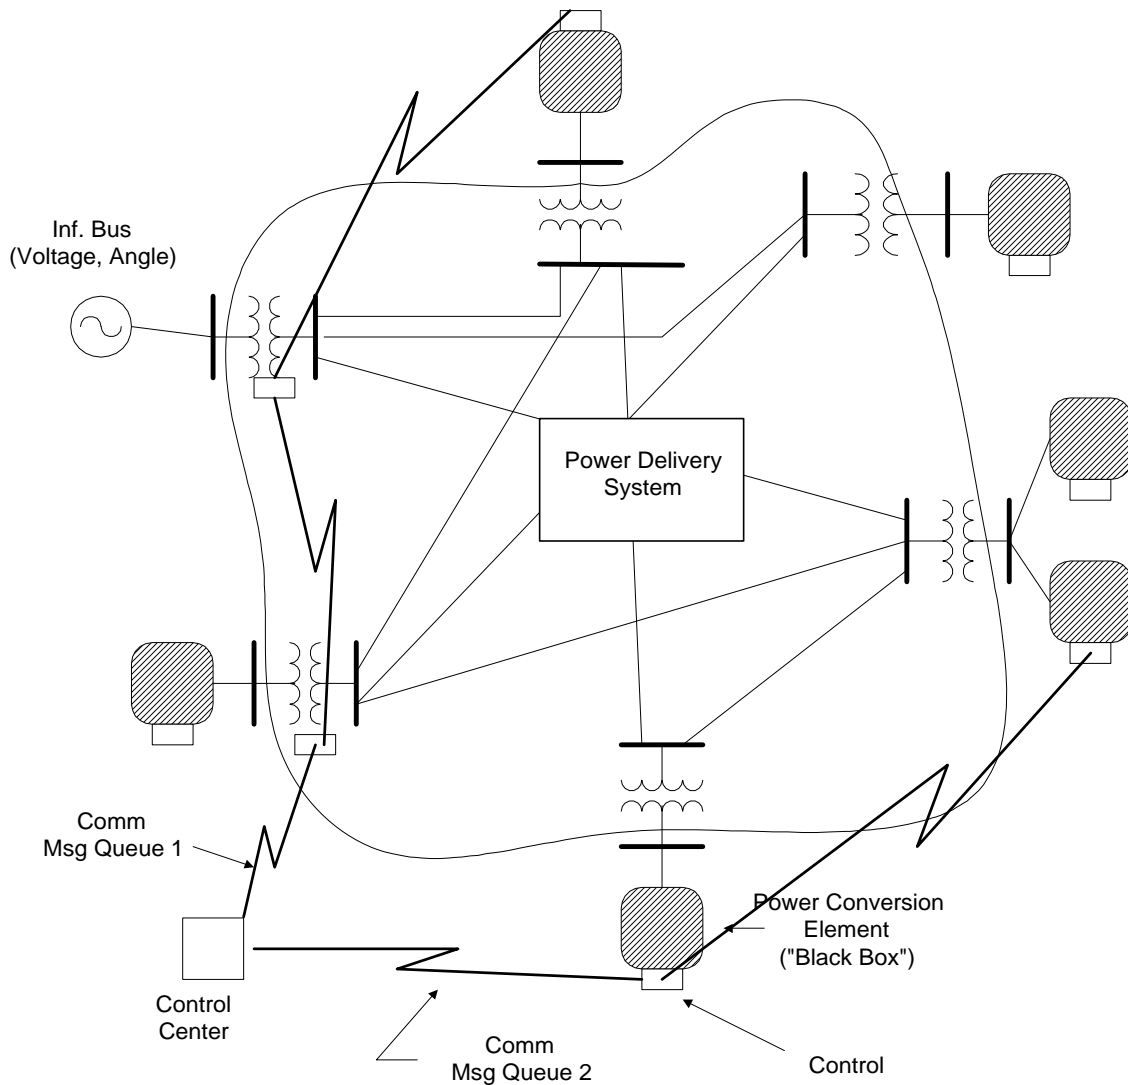 Inf. Bus
(Voltage, Angle)
Power Delivery
System
Comm
Msg Queue 1
Power Conversion
Element
("Black Box")
Control
Center
Comm
Msg Queue 2
Control